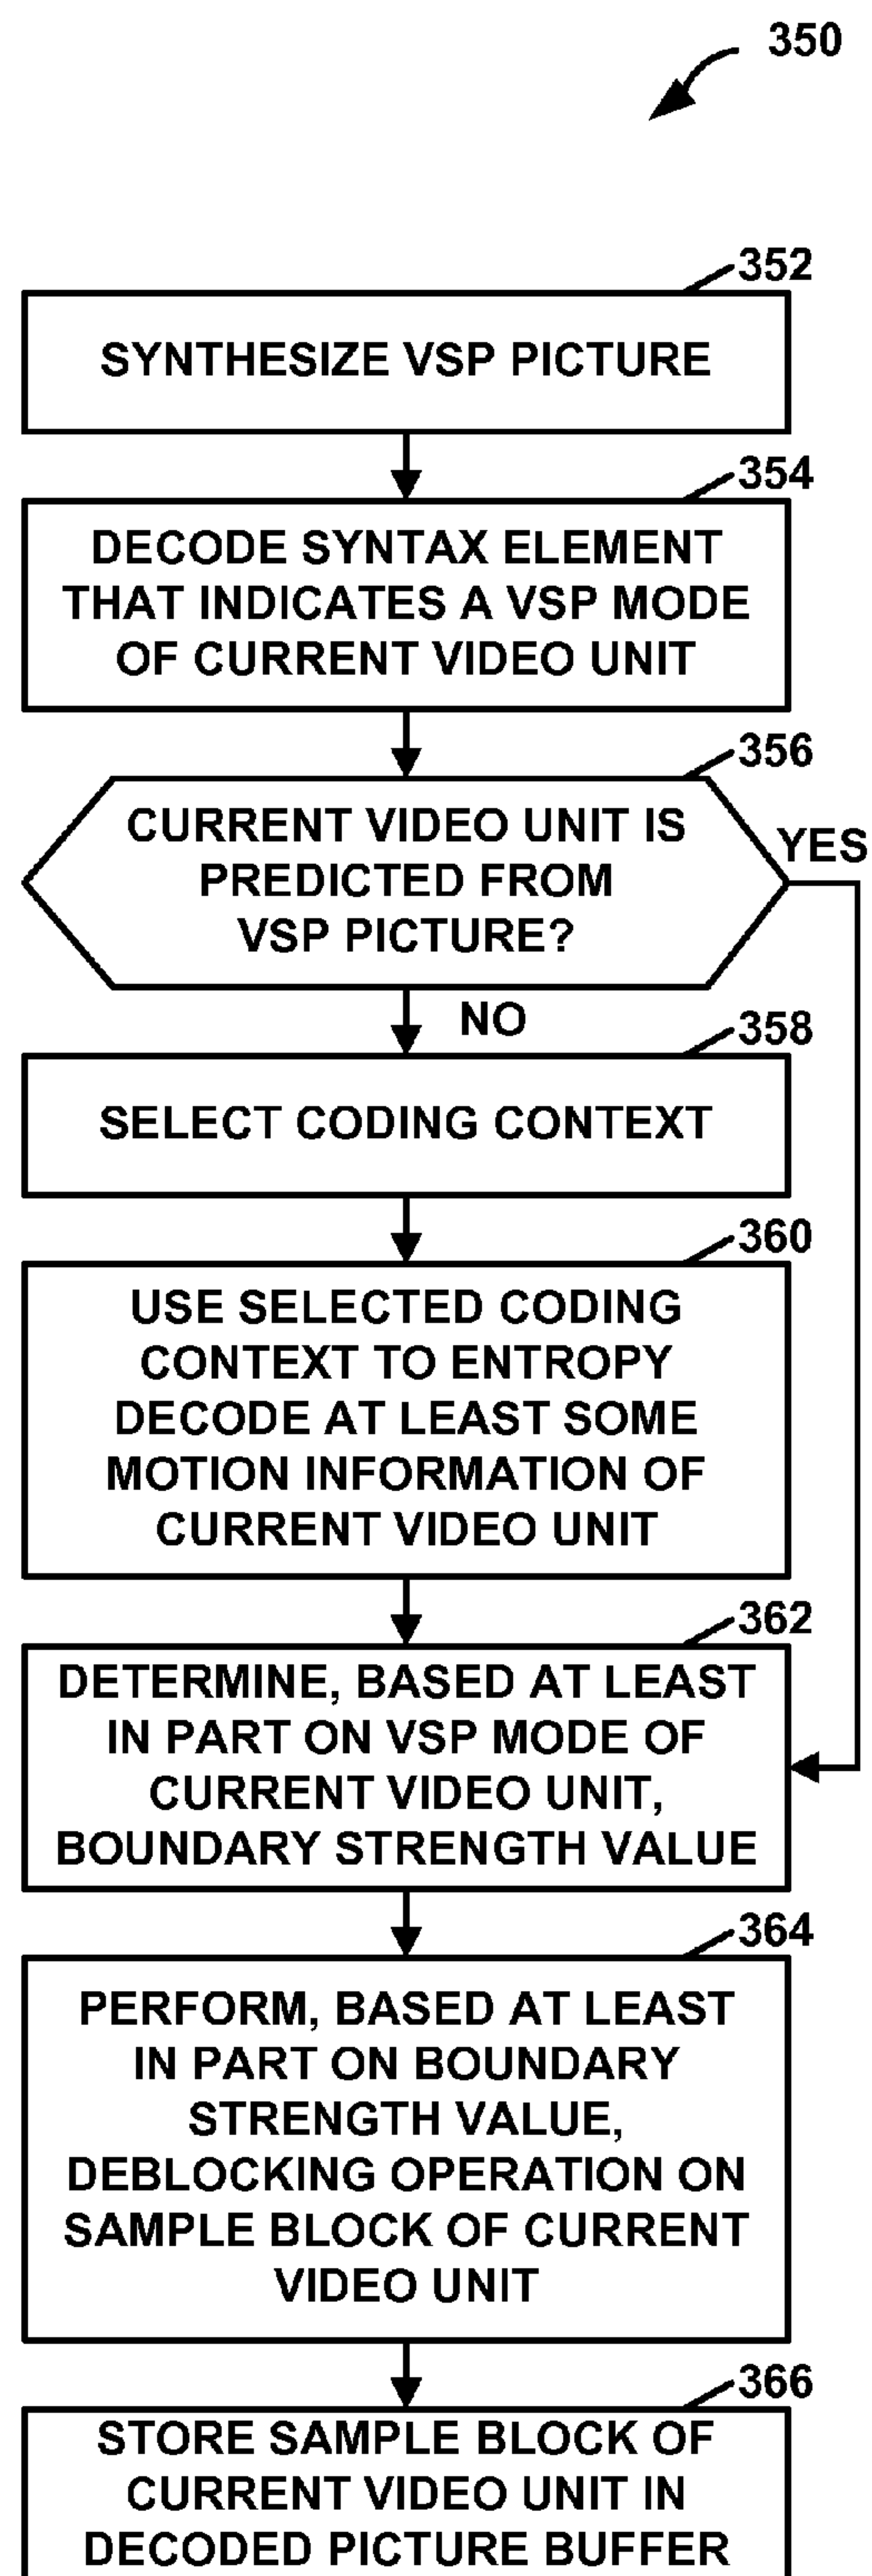 350
352
SYNTHESIZE VSP PICTURE
354
DECODE SYNTAX ELEMENT
THAT INDICATES A VSP MODE
OF CURRENT VIDEO UNIT
356
CURRENT VIDEO UNIT IS
PREDICTED FROM
VSP PICTURE?
YES
NO
358
SELECT CODING CONTEXT
360
USE SELECTED CODING
CONTEXT TO ENTROPY
DECODE AT LEAST SOME
MOTION INFORMATION OF
CURRENT VIDEO UNIT
362
DETERMINE, BASED AT LEAST
IN PART ON VSP MODE OF
CURRENT VIDEO UNIT,
BOUNDARY STRENGTH VALUE
364
PERFORM, BASED AT LEAST
IN PART ON BOUNDARY
STRENGTH VALUE,
DEBLOCKING OPERATION ON
SAMPLE BLOCK OF CURRENT
VIDEO UNIT
366
STORE SAMPLE BLOCK OF
CURRENT VIDEO UNIT IN
DECODED PICTURE BUFFER